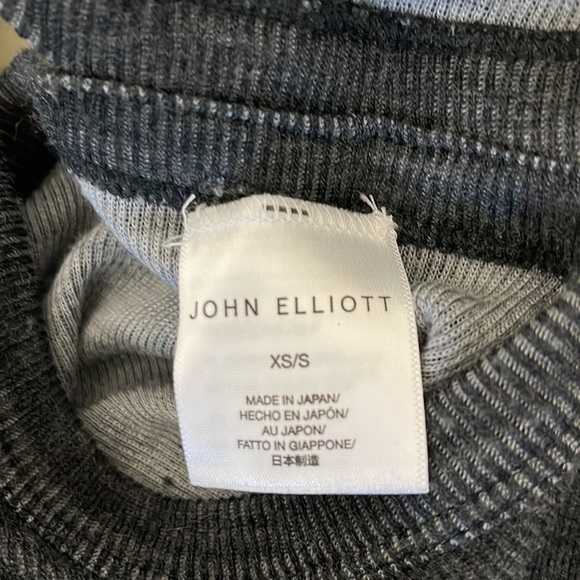 JOHN ELLIOTT
XS/S
MADE IN JAPAN/
HECHO EN JAPÓN/
AU JAPON/
FATTO IN GIAPPONE/
日本制造